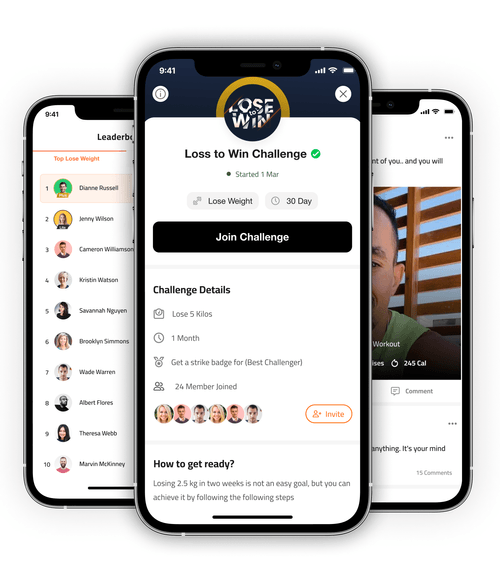 9:41
Leaderbo
Top Lose Weight
1 Dianne Russell
2 Jenny Wilson
3 Cameron Williamson
4 Kristin Watson
5 Savannah Nguyen
6 Brooklyn Simmons
7 Wade Warren
8 Albert Flores
9 Theresa Webb
10 Marvin McKinney
9:41
LOSE
to
WIN
Loss to Win Challenge
Started 1 Mar
Lose Weight
30 Day
Join Challenge
Challenge Details
Lose 5 Kilos
1 Month
Get a strike badge for (Best Challenger)
24 Member Joined
Invite
How to get ready?
Losing 2.5 kg in two weeks is not an easy goal, but you can
achieve it by following the following steps
nt of you.. and you will
Workout
ises
245 Cal
Comment
anything. It's your mind
15 Comments